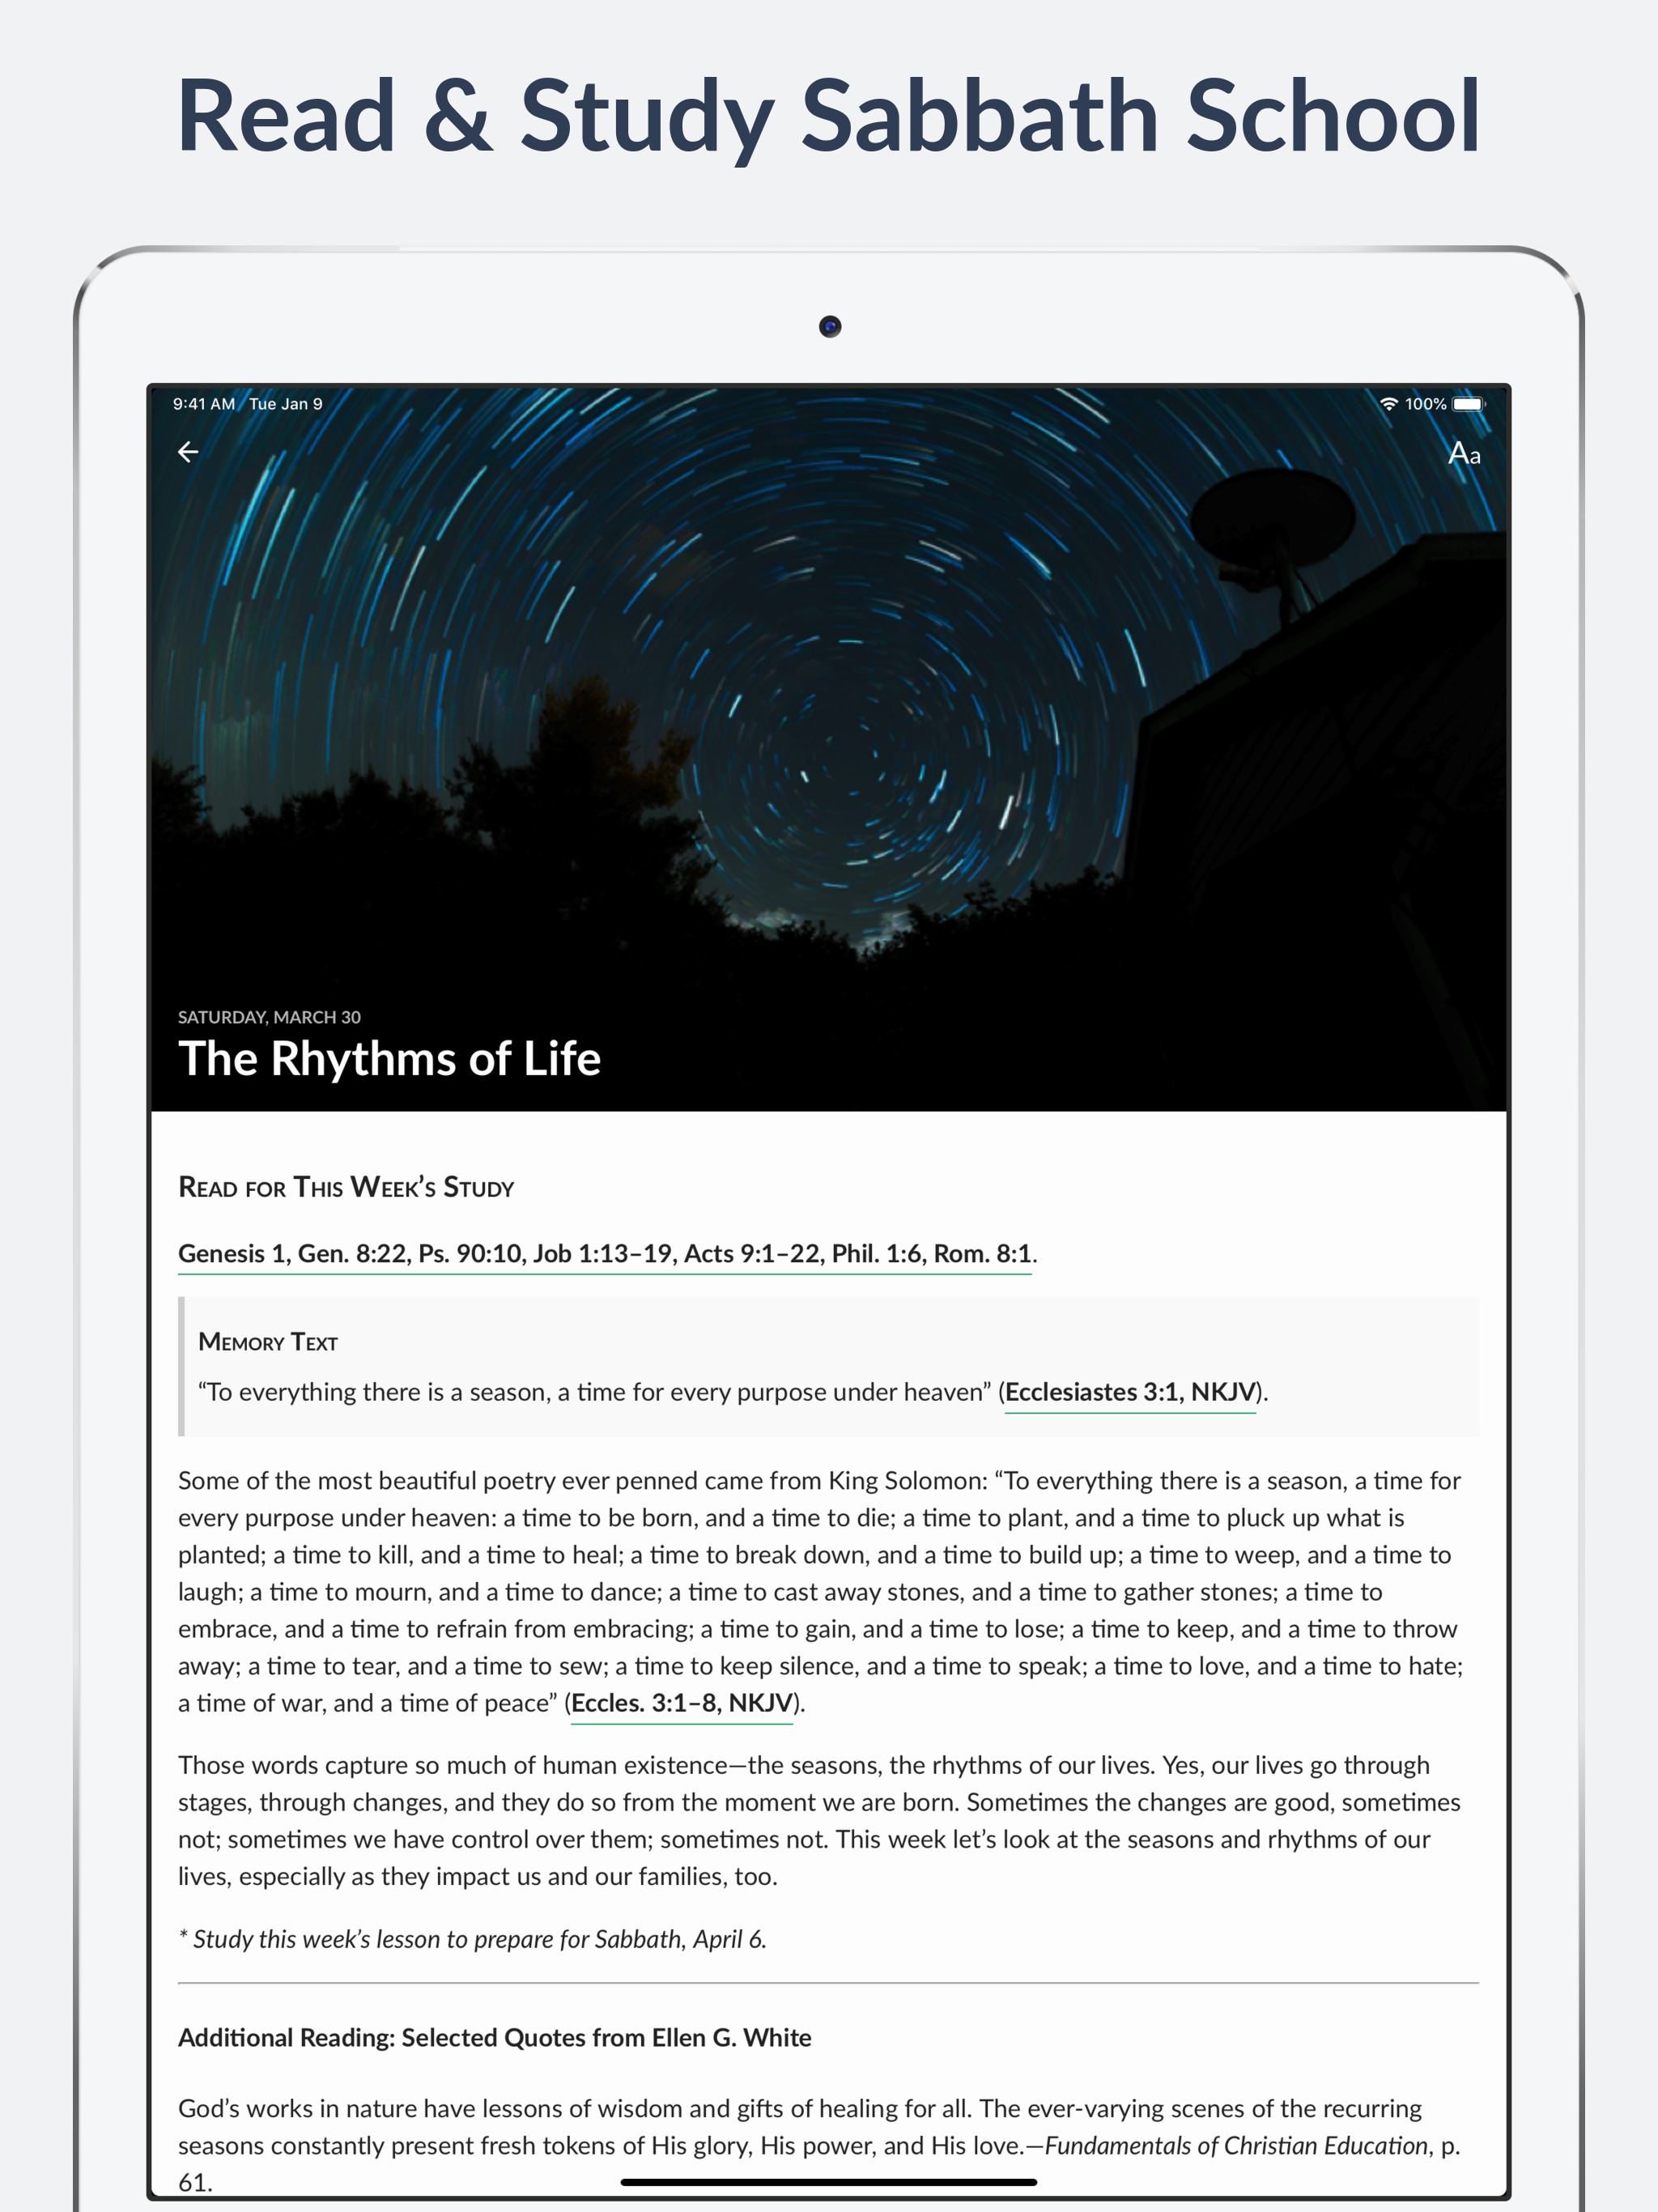 Read & Study Sabbath School
9:41 AM Tue Jan 9
100%
Aa
SATURDAY, MARCH 30
The Rhythms of Life
READ FOR THIS WEEK’S STUDY
Genesis 1, Gen. 8:22, Ps. 90:10, Job 1:13–19, Acts 9:1–22, Phil. 1:6, Rom. 8:1.
MEMORY TEXT
“To everything there is a season, a time for every purpose under heaven” (Ecclesiastes 3:1, NKJV).
Some of the most beautiful poetry ever penned came from King Solomon: “To everything there is a season, a time for
every purpose under heaven: a time to be born, and a time to die; a time to plant, and a time to pluck up what is
planted; a time to kill, and a time to heal; a time to break down, and a time to build up; a time to weep, and a time to
laugh; a time to mourn, and a time to dance; a time to cast away stones, and a time to gather stones; a time to
embrace, and a time to refrain from embracing; a time to gain, and a time to lose; a time to keep, and a time to throw
away; a time to tear, and a time to sew; a time to keep silence, and a time to speak; a time to love, and a time to hate;
a time of war, and a time of peace” (Eccles. 3:1–8, NKJV).
Those words capture so much of human existence—the seasons, the rhythms of our lives. Yes, our lives go through
stages, through changes, and they do so from the moment we are born. Sometimes the changes are good, sometimes
not; sometimes we have control over them; sometimes not. This week let’s look at the seasons and rhythms of our
lives, especially as they impact us and our families, too.
* Study this week’s lesson to prepare for Sabbath, April 6.
Additional Reading: Selected Quotes from Ellen G. White
God’s works in nature have lessons of wisdom and gifts of healing for all. The ever-varying scenes of the recurring
seasons constantly present fresh tokens of His glory, His power, and His love.—Fundamentals of Christian Education, p.
61.